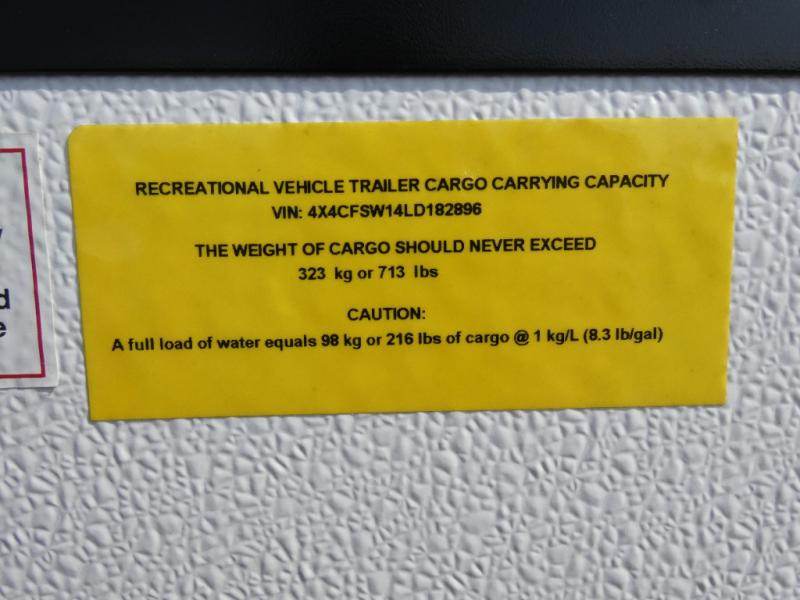 RECREATIONAL VEHICLE TRAILER CARGO CARRYING CAPACITY
VIN: 4X4CFSW14LD182896
THE WEIGHT OF CARGO SHOULD NEVER EXCEED
323 kg or 713 lbs
CAUTION:
A full load of water equals 98 kg or 216 lbs of cargo @ 1 kg/L (8.3 lb/gal)